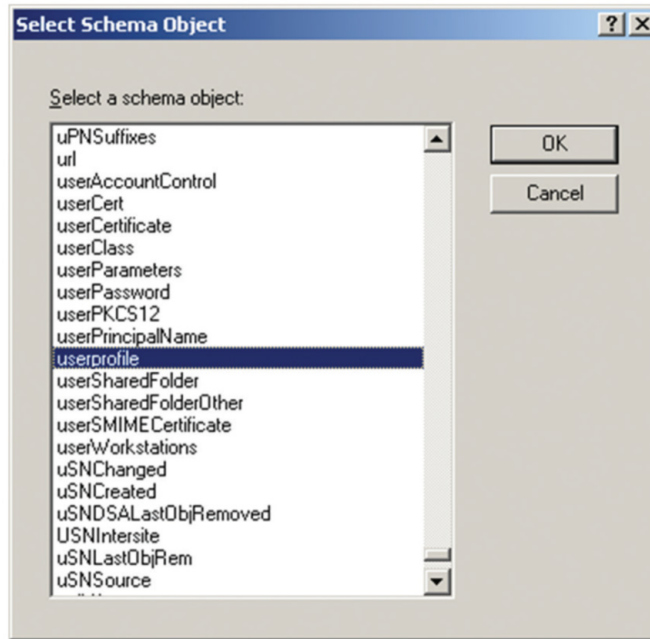 Select Schema Object
Select a schema object:
uPNSuffixes
url
userAccountControl
userCert
userCertificate
userClass
userParameters
userPassword
userPKCS12
userPrincipalName
userprofile
userSharedFolder
userSharedFolderOther
userSMIMECertificate
userWorkstations
uSNChanged
uSNCreated
uSNDSALastObjRemoved
USNIntersite
uSNLastObjRem
uSNSource
OK
Cancel